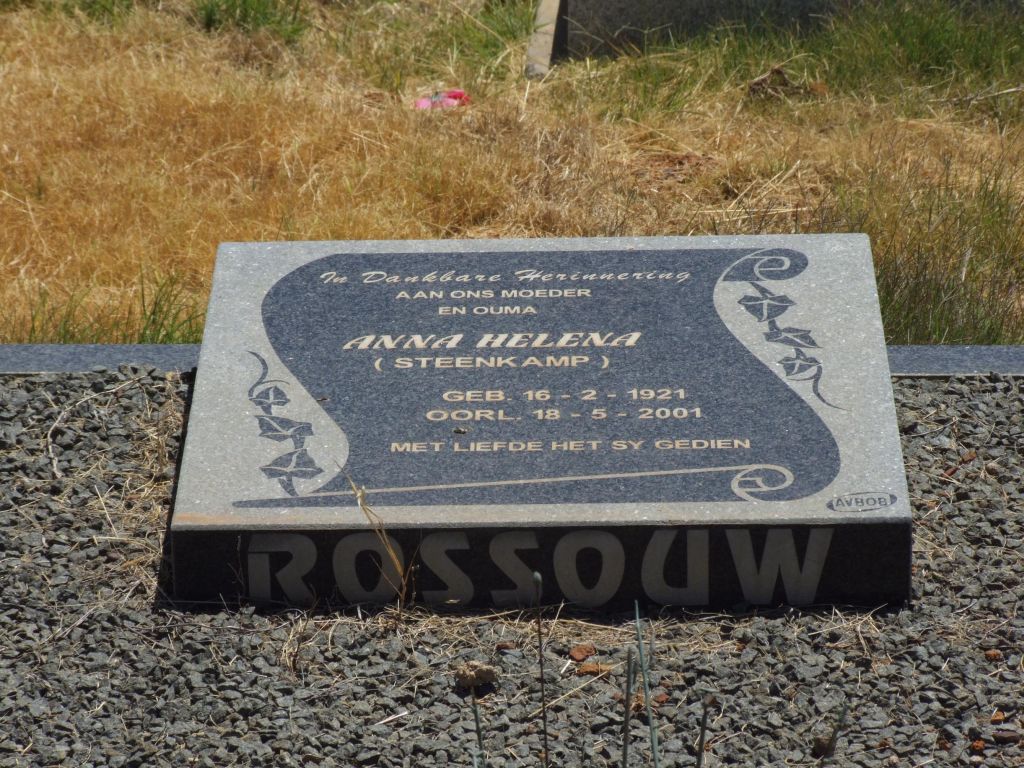 In Dankbare Herinnering
AAN ONS MOEDER
EN OUMA
ANNA HELENA
( STEENKAMP )
GEB. 16 - 2 - 1921
OORL. 18 - 5 - 2001
MET LIEFDE HET SY GEDIEN
AVBOB
ROSSOUW